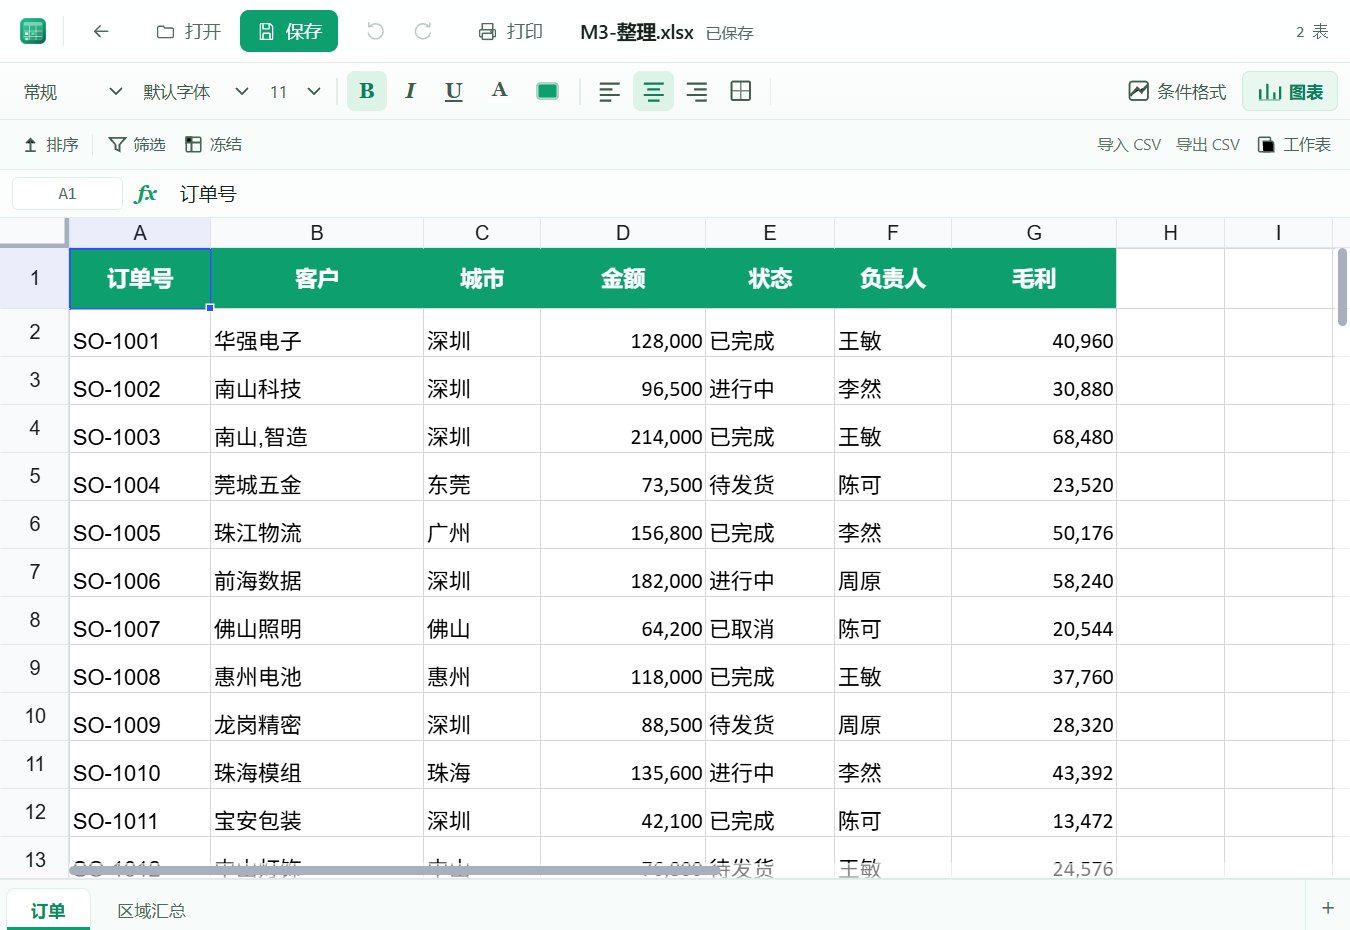 打开 保存 打印 M3-整理.xlsx 已保存 2 表
常规 默认字体 11 B I U A 条件格式 图表
排序 筛选 冻结 导入 CSV 导出 CSV 工作表
A1 fx 订单号
A B C D E F G H I
1 订单号 客户 城市 金额 状态 负责人 毛利
2 SO-1001 华强电子 深圳 128,000 已完成 王敏 40,960
3 SO-1002 南山科技 深圳 96,500 进行中 李然 30,880
4 SO-1003 南山,智造 深圳 214,000 已完成 王敏 68,480
5 SO-1004 莞城五金 东莞 73,500 待发货 陈可 23,520
6 SO-1005 珠江物流 广州 156,800 已完成 李然 50,176
7 SO-1006 前海数据 深圳 182,000 进行中 周原 58,240
8 SO-1007 佛山照明 佛山 64,200 已取消 陈可 20,544
9 SO-1008 惠州电池 惠州 118,000 已完成 王敏 37,760
10 SO-1009 龙岗精密 深圳 88,500 待发货 周原 28,320
11 SO-1010 珠海模组 珠海 135,600 进行中 李然 43,392
12 SO-1011 宝安包装 深圳 42,100 已完成 陈可 13,472
13 SO-1012 中山灯饰 中山 76,800 待发货 王敏 24,576
订单 区域汇总